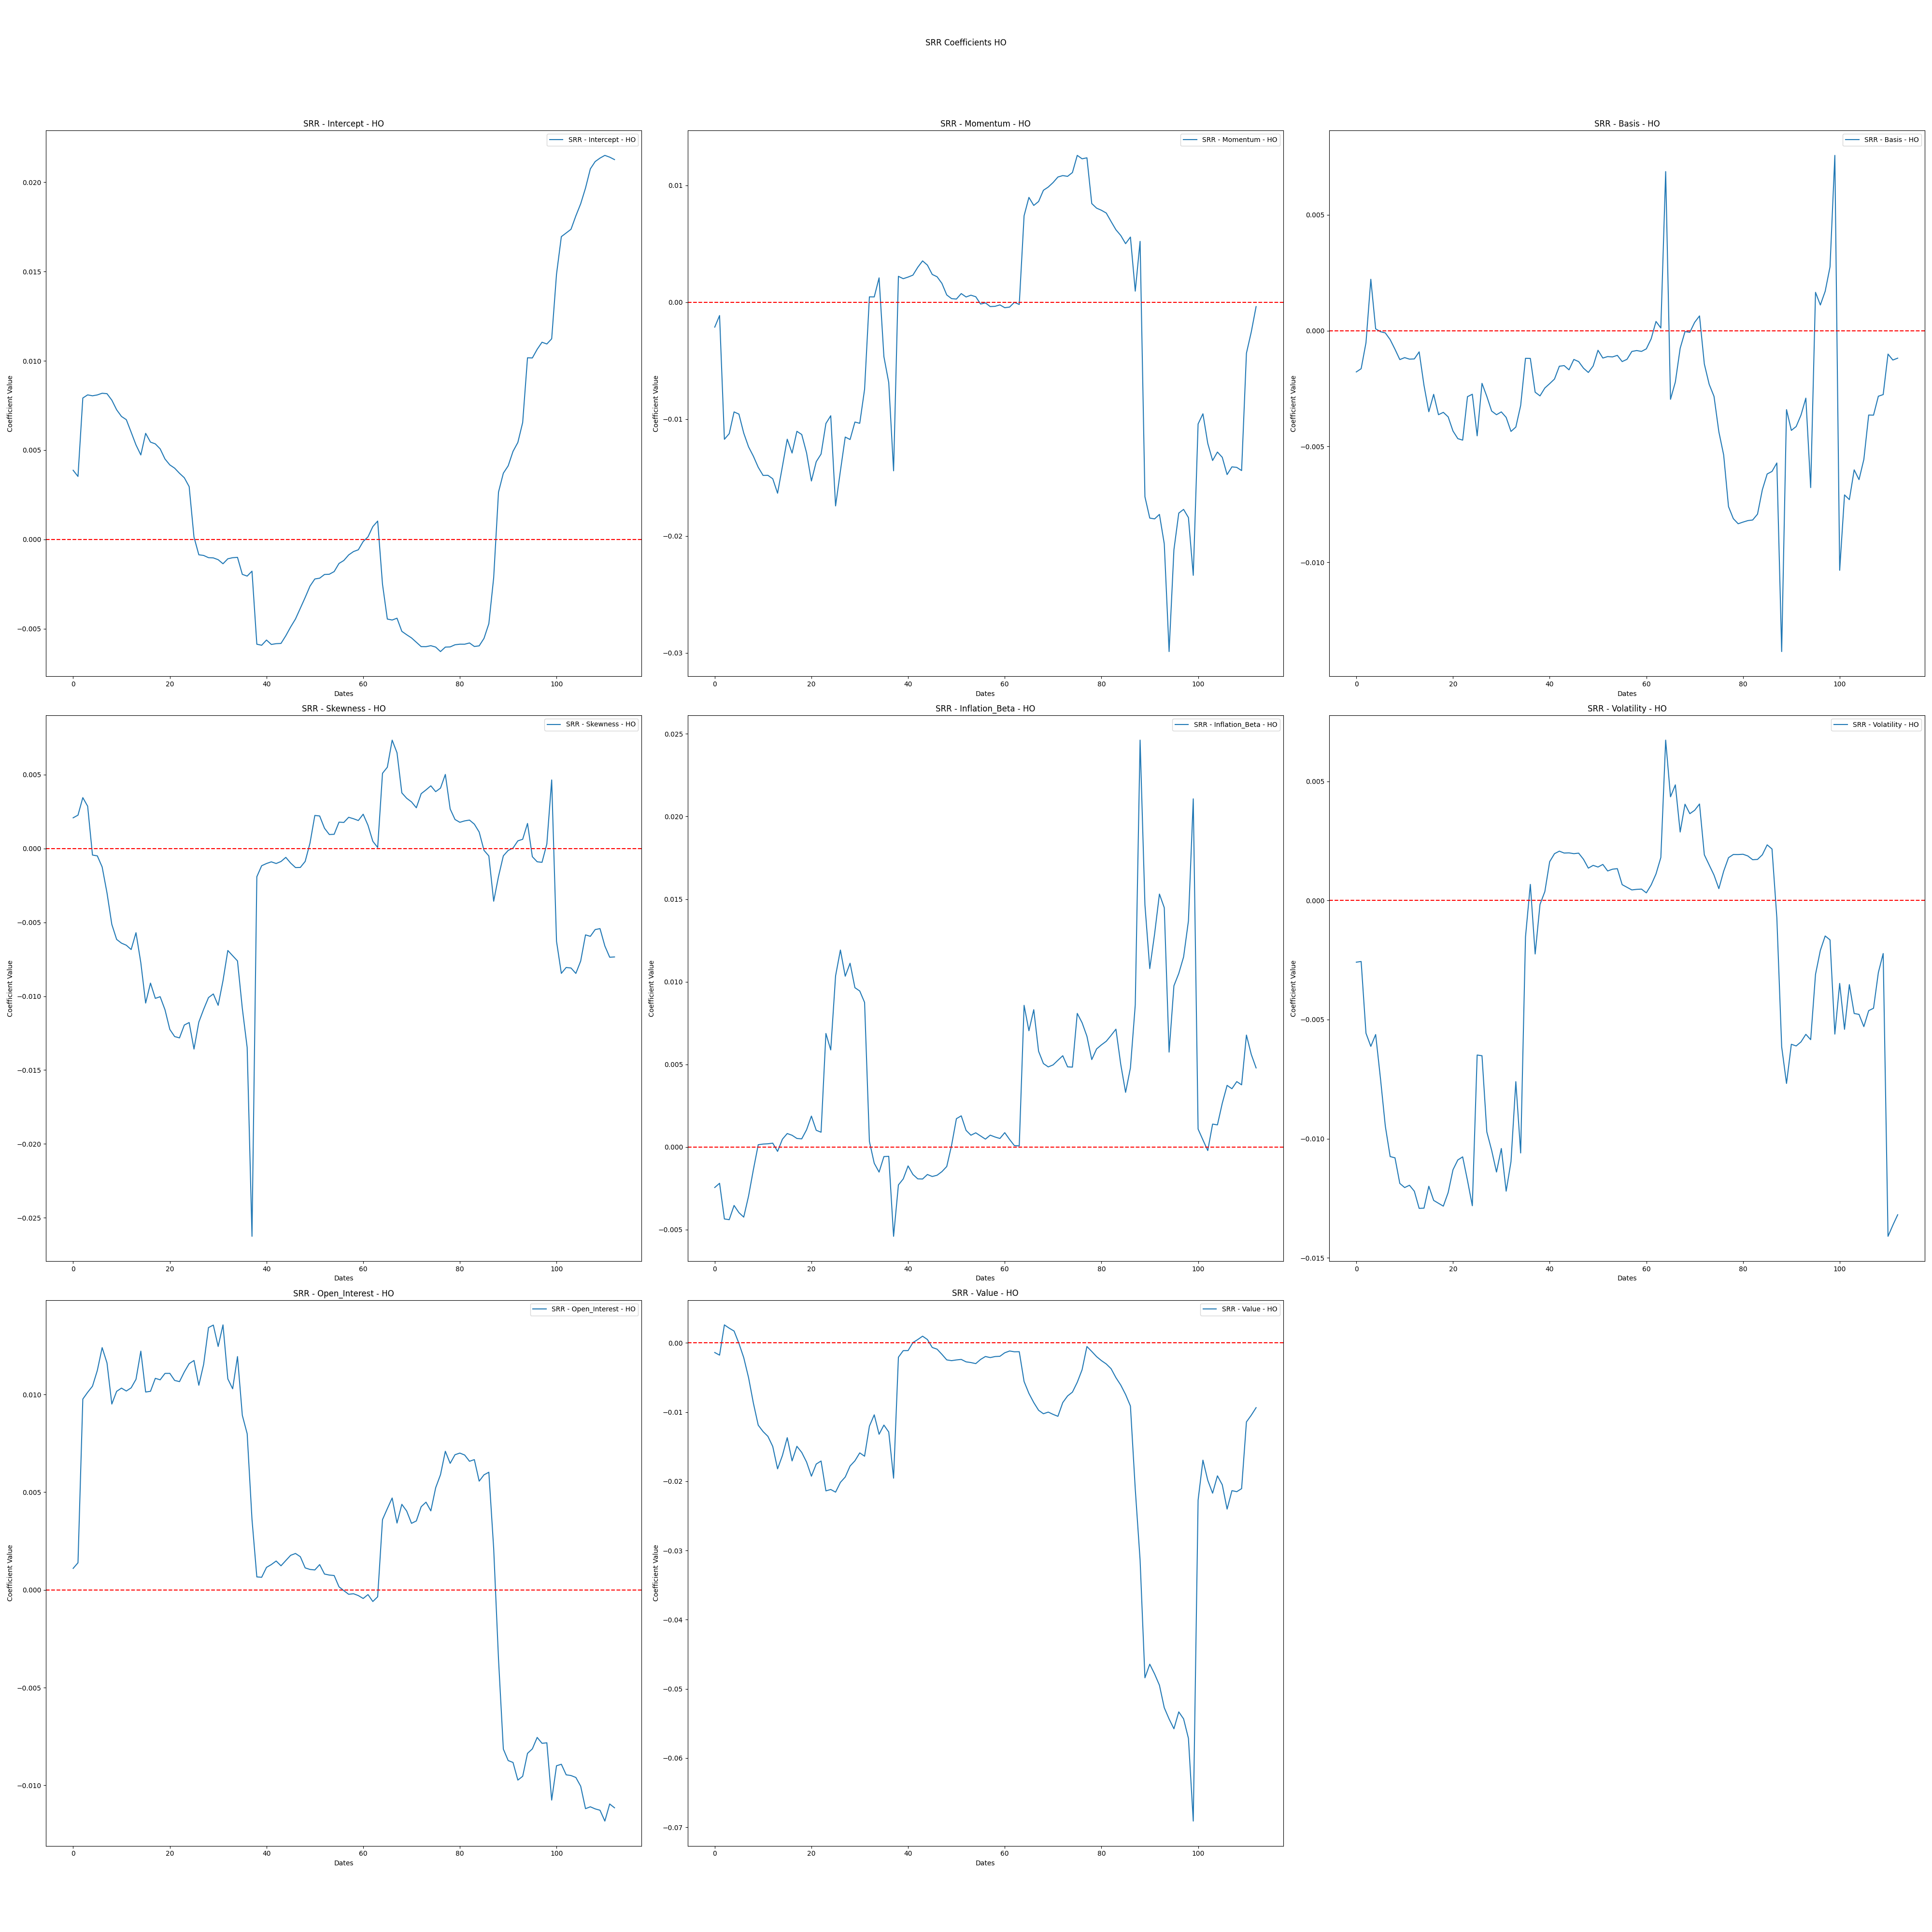 SRR Coefficients HO
SRR - Intercept - HO
SRR - Intercept - HO
Coefficient Value
0.020
0.015
0.010
0.005
0.000
−0.005
0 20 40 60 80 100
Dates
SRR - Momentum - HO
SRR - Momentum - HO
Coefficient Value
0.01
0.00
−0.01
−0.02
−0.03
0 20 40 60 80 100
Dates
SRR - Basis - HO
SRR - Basis - HO
Coefficient Value
0.005
0.000
−0.005
−0.010
0 20 40 60 80 100
Dates
SRR - Skewness - HO
SRR - Skewness - HO
Coefficient Value
0.005
0.000
−0.005
−0.010
−0.015
−0.020
−0.025
0 20 40 60 80 100
Dates
SRR - Inflation_Beta - HO
SRR - Inflation_Beta - HO
Coefficient Value
0.025
0.020
0.015
0.010
0.005
0.000
−0.005
0 20 40 60 80 100
Dates
SRR - Volatility - HO
SRR - Volatility - HO
Coefficient Value
0.005
0.000
−0.005
−0.010
−0.015
0 20 40 60 80 100
Dates
SRR - Open_Interest - HO
SRR - Open_Interest - HO
Coefficient Value
0.010
0.005
0.000
−0.005
−0.010
0 20 40 60 80 100
Dates
SRR - Value - HO
SRR - Value - HO
Coefficient Value
0.00
−0.01
−0.02
−0.03
−0.04
−0.05
−0.06
−0.07
0 20 40 60 80 100
Dates